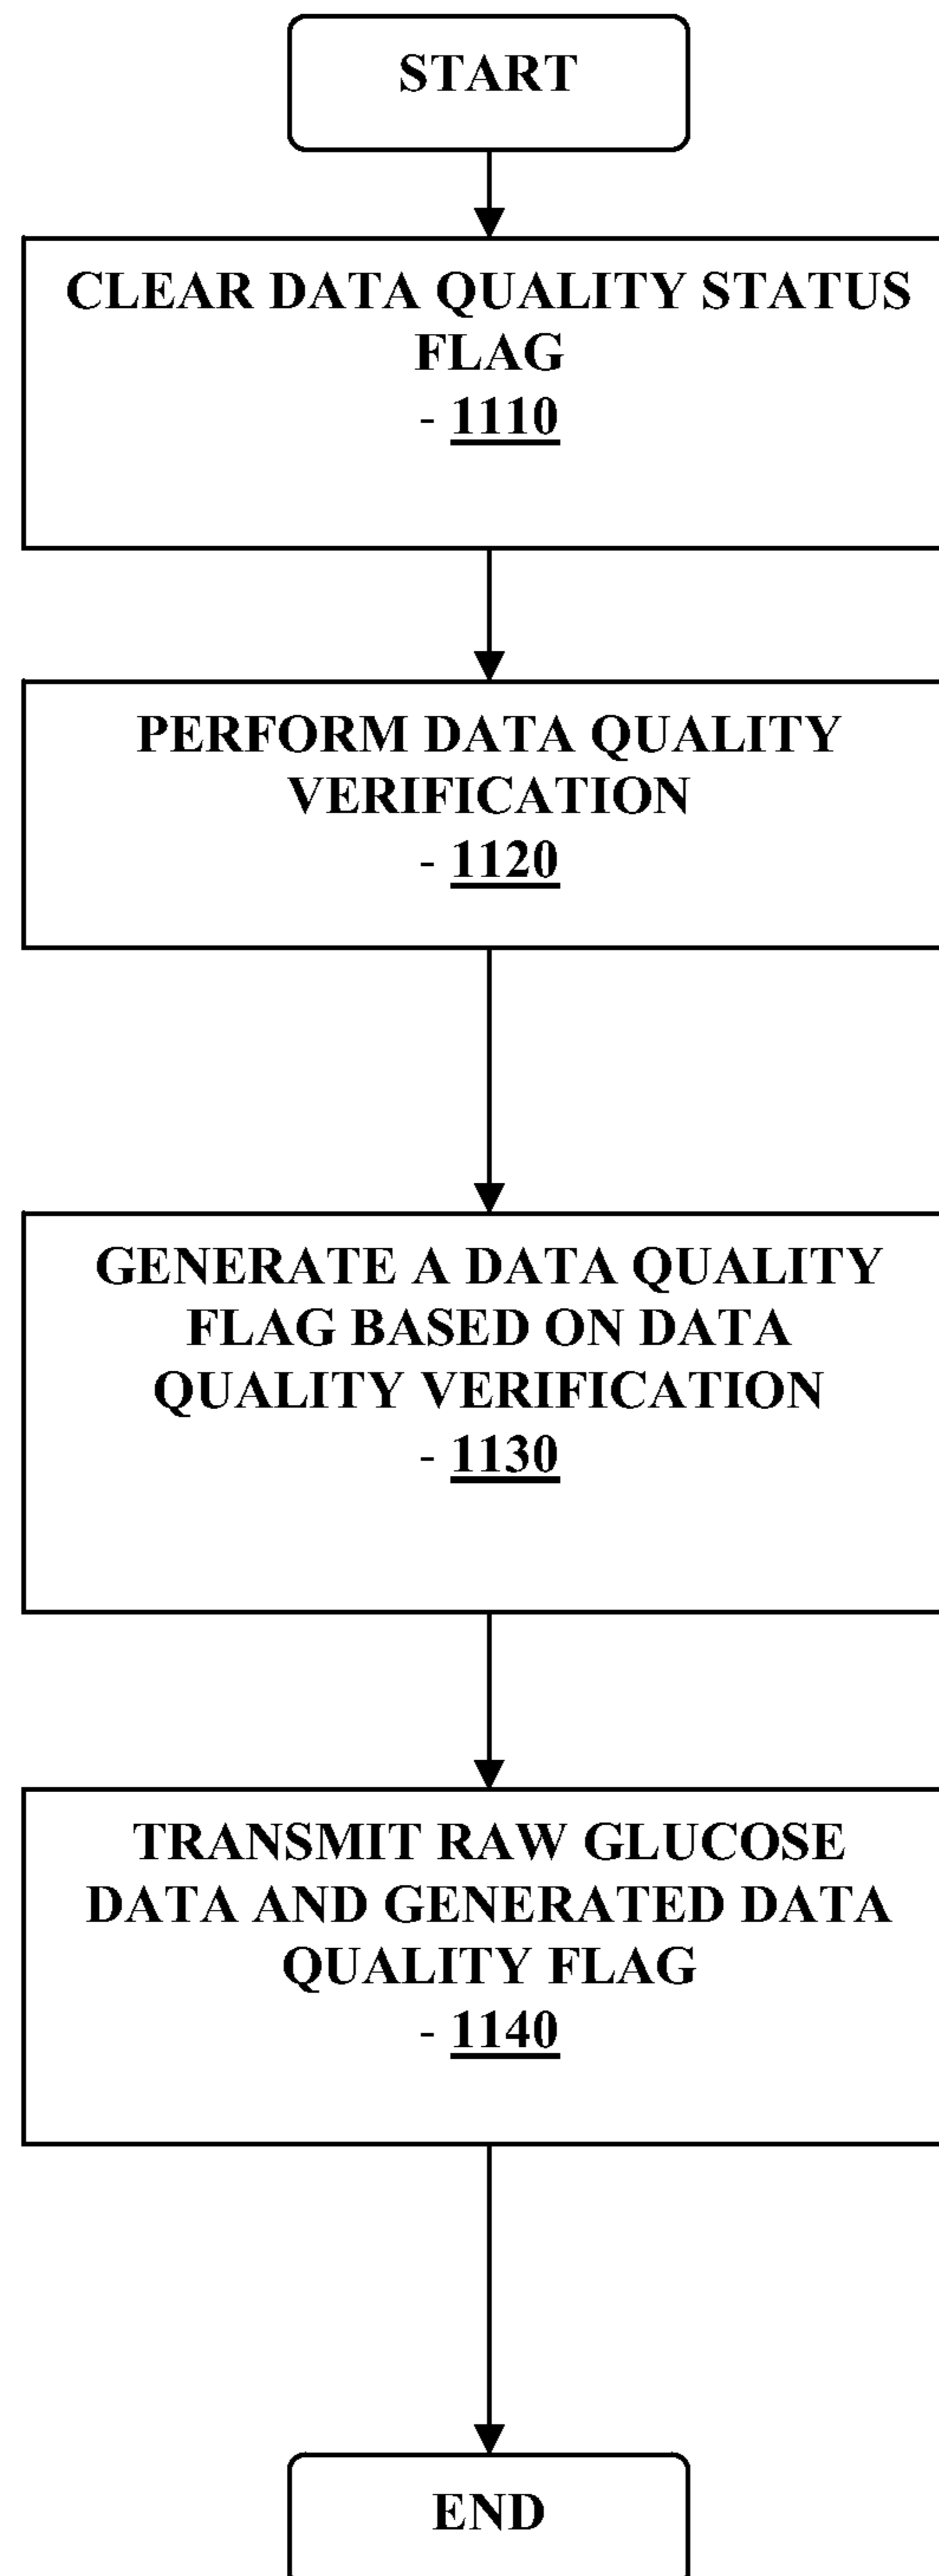 START
CLEAR DATA QUALITY STATUS
FLAG
- 1110
PERFORM DATA QUALITY
VERIFICATION
- 1120
GENERATE A DATA QUALITY
FLAG BASED ON DATA
QUALITY VERIFICATION
- 1130
TRANSMIT RAW GLUCOSE
DATA AND GENERATED DATA
QUALITY FLAG
- 1140
END